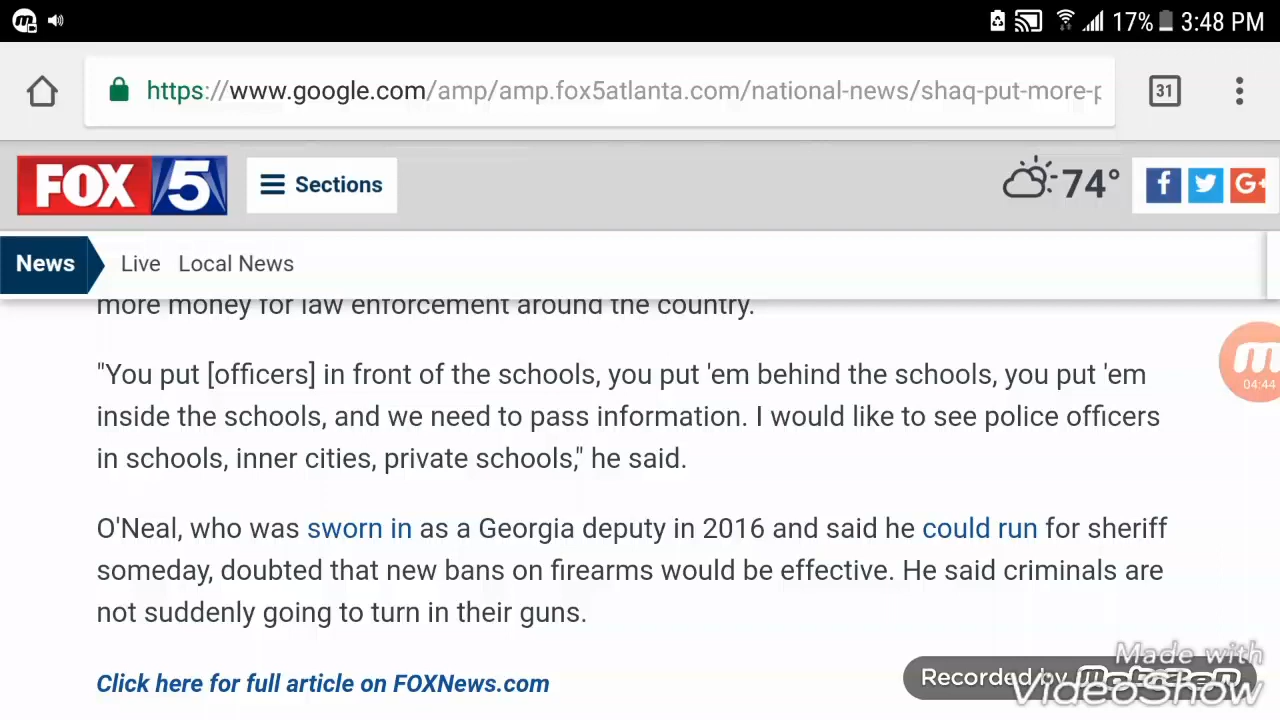 17% 3:48 PM
https://www.google.com/amp/amp.fox5atlanta.com/national-news/shaq-put-more-p
31
FOX 5
Sections
74°
f
G+
News
Live
Local News
more money for law enforcement around the country.
"You put [officers] in front of the schools, you put 'em behind the schools, you put 'em
inside the schools, and we need to pass information. I would like to see police officers
in schools, inner cities, private schools," he said.
04:44
O'Neal, who was sworn in as a Georgia deputy in 2016 and said he could run for sheriff
someday, doubted that new bans on firearms would be effective. He said criminals are
not suddenly going to turn in their guns.
Click here for full article on FOXNews.com
Made with
Recorded by
VideoShow